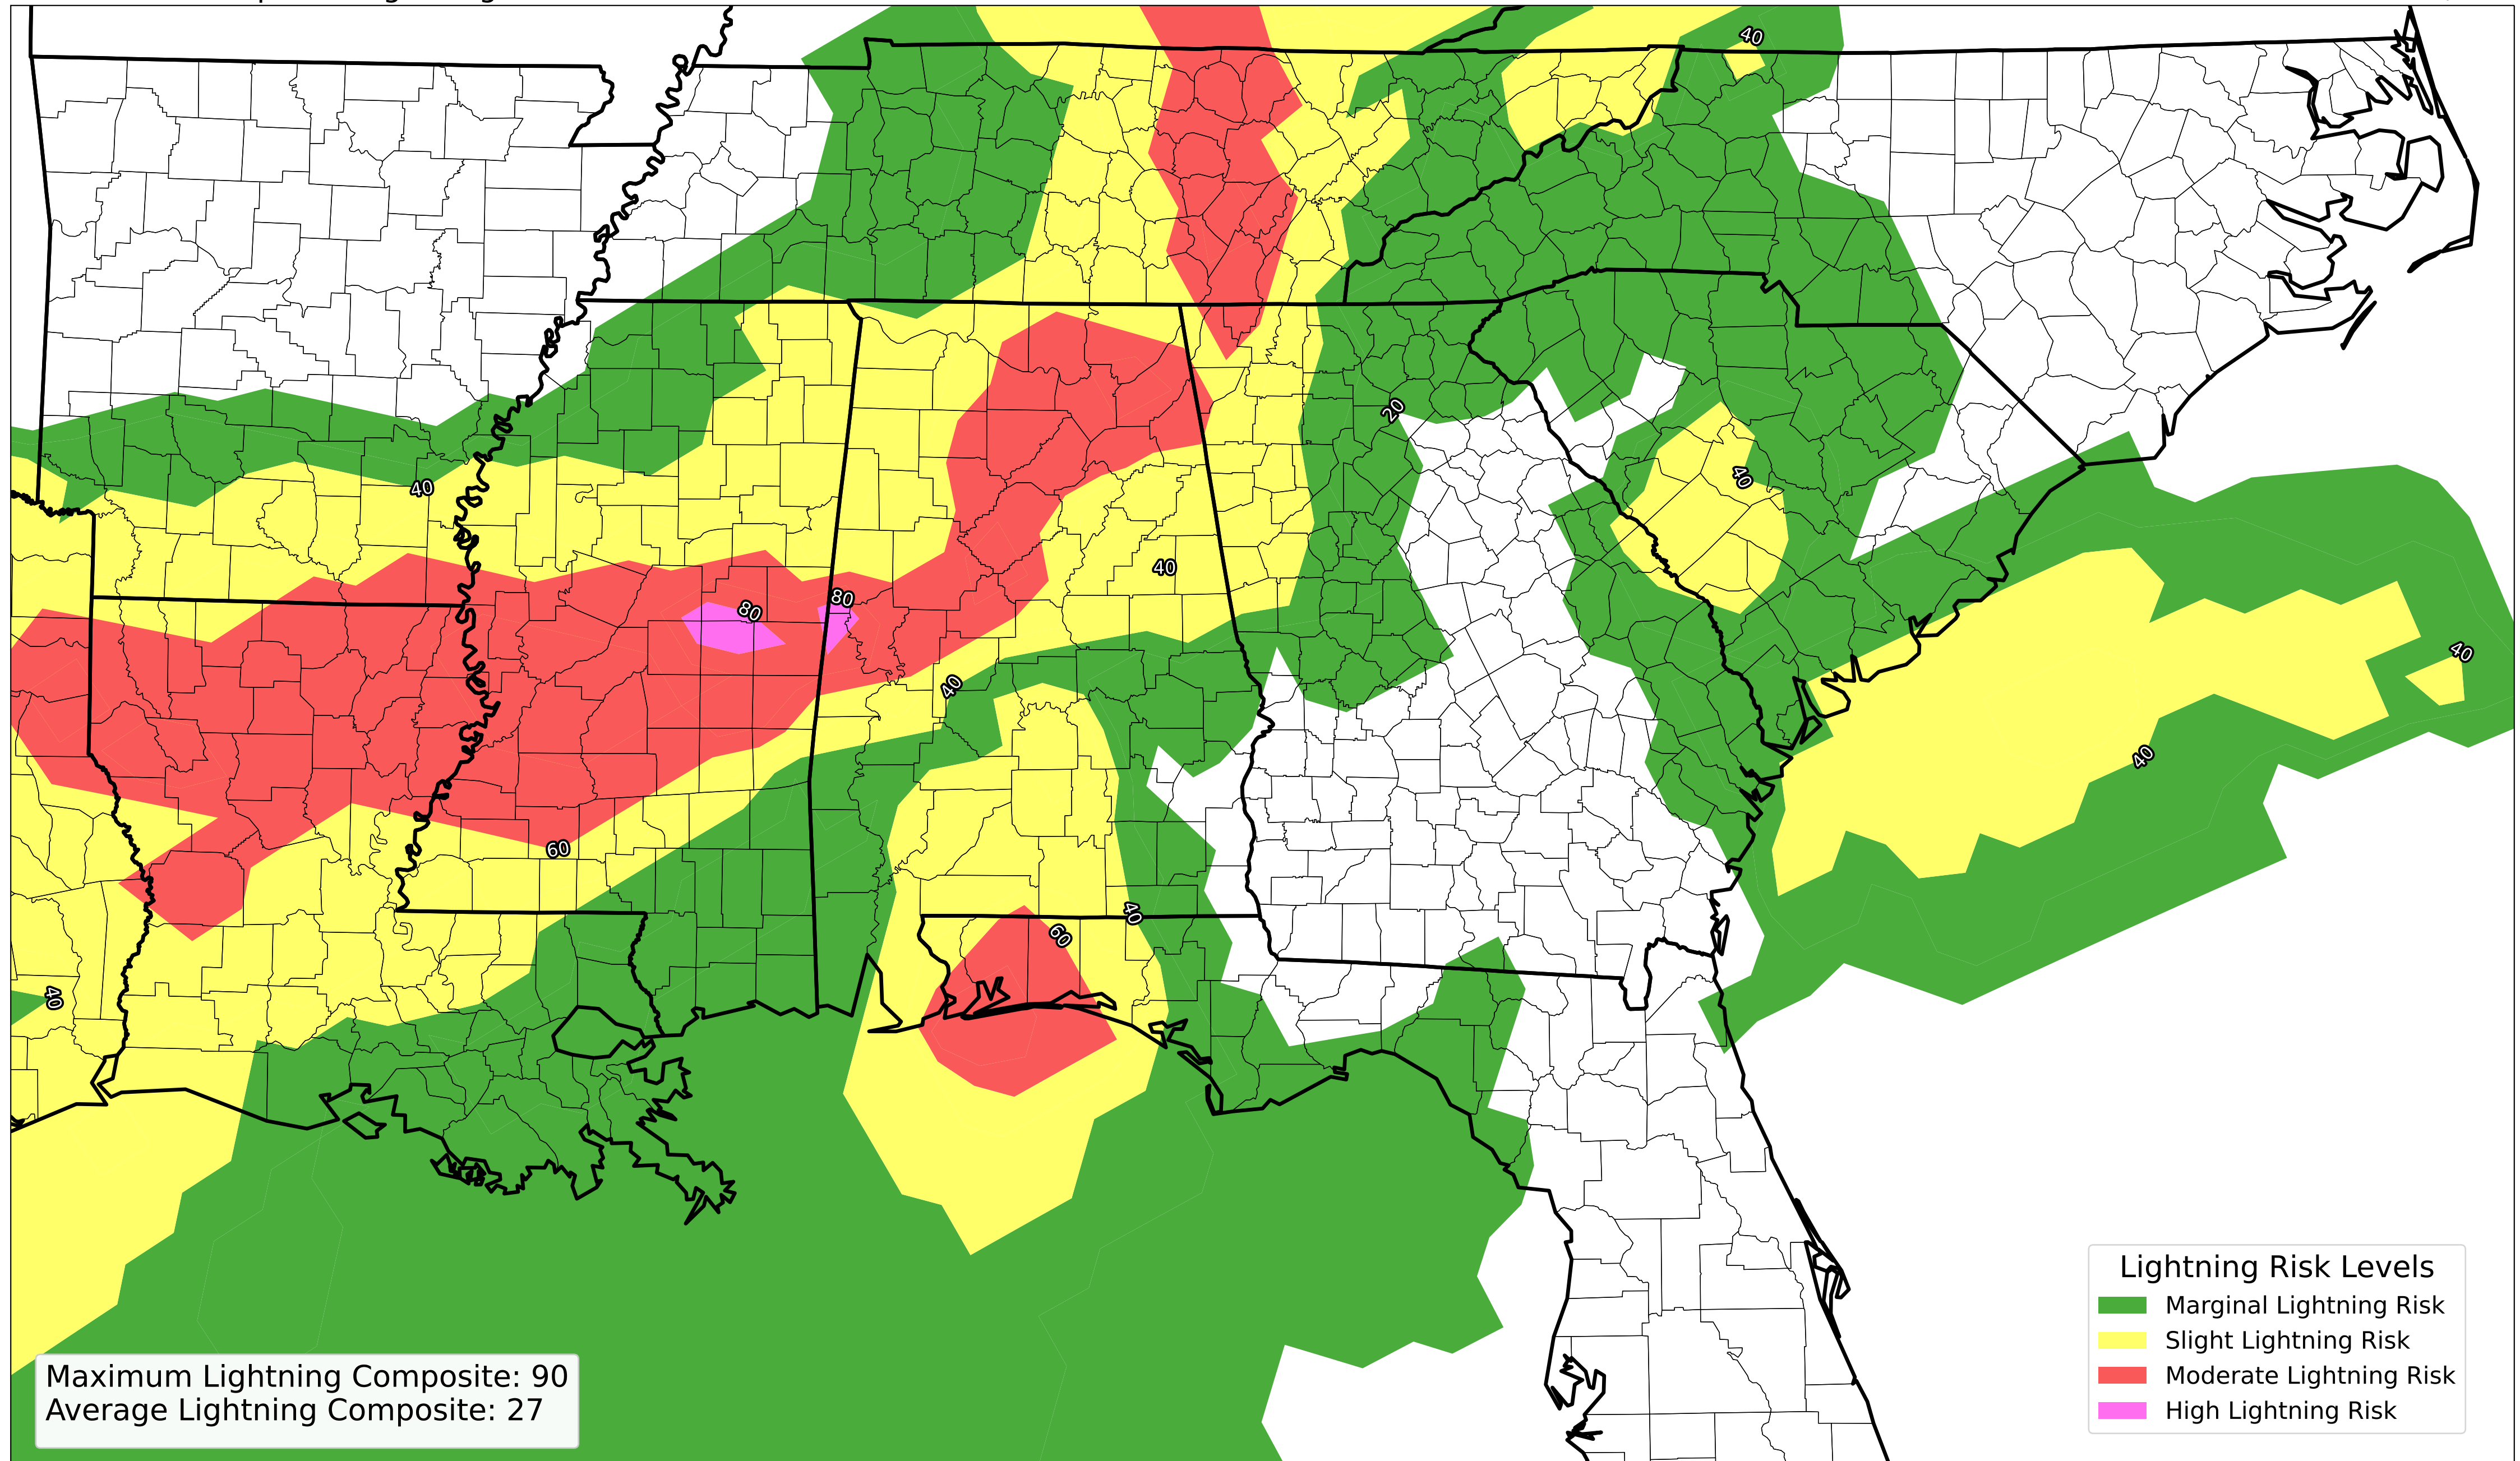 40
20
40
40
40
80
80
40
40
40
60
40
60
40
Lightning Risk Levels
Marginal Lightning Risk
Slight Lightning Risk
Moderate Lightning Risk
High Lightning Risk
Maximum Lightning Composite: 90
Average Lightning Composite: 27